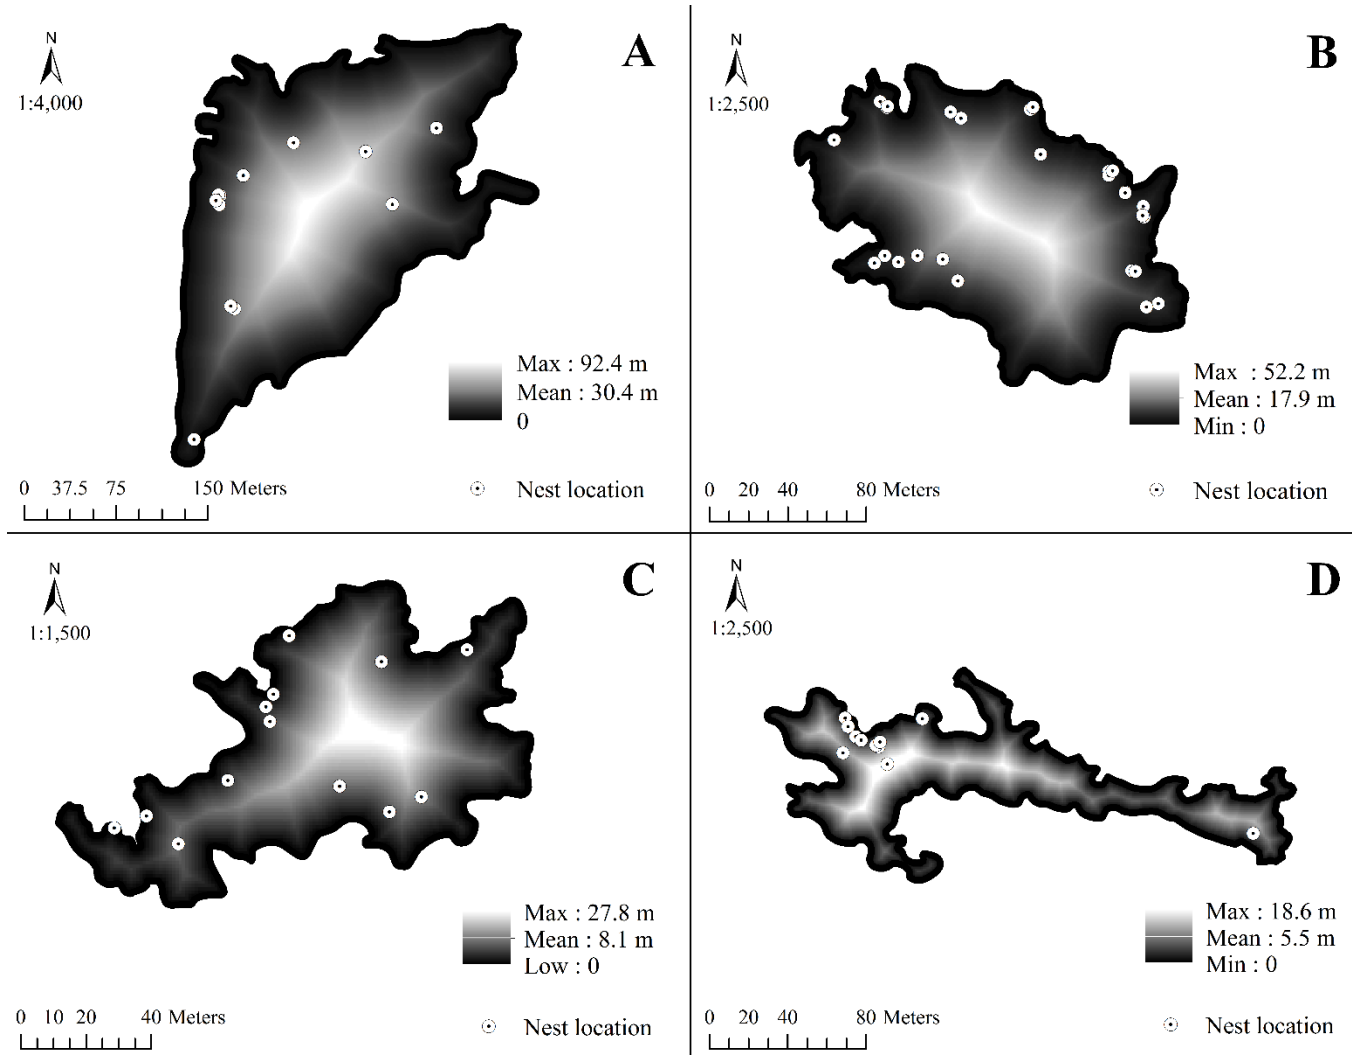 N
A
1:4,000
Max : 92.4 m
Mean : 30.4 m
0
0 37.5 75 150 Meters
Nest location
N
B
1:2,500
Max : 52.2 m
Mean : 17.9 m
Min : 0
0 20 40 80 Meters
Nest location
N
C
1:1,500
Max : 27.8 m
Mean : 8.1 m
Low : 0
0 10 20 40 Meters
Nest location
N
D
1:2,500
Max : 18.6 m
Mean : 5.5 m
Min : 0
0 20 40 80 Meters
Nest location